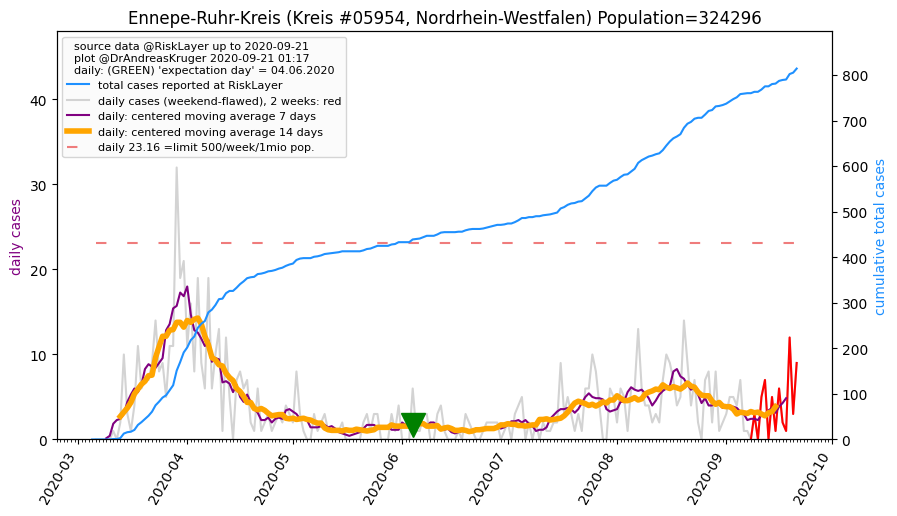 Ennepe-Ruhr-Kreis (Kreis #05954, Nordrhein-Westfalen) Population=324296
source data @RiskLayer up to 2020-09-21
plot @DrAndreasKruger 2020-09-21 01:17
daily: (GREEN) 'expectation day' = 04.06.2020
total cases reported at RiskLayer
daily cases (weekend-flawed), 2 weeks: red
daily: centered moving average 7 days
daily: centered moving average 14 days
daily 23.16 =limit 500/week/1mio pop.
daily cases
40
30
20
10
0
cumulative total cases
800
700
600
500
400
300
200
100
0
2020-03
2020-04
2020-05
2020-06
2020-07
2020-08
2020-09
2020-10